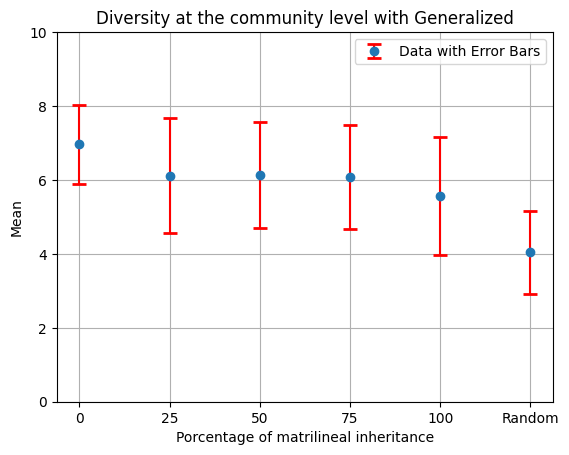 Diversity at the community level with Generalized
Data with Error Bars
10
8
6
4
2
0
Mean
0 25 50 75 100 Random
Porcentage of matrilineal inheritance